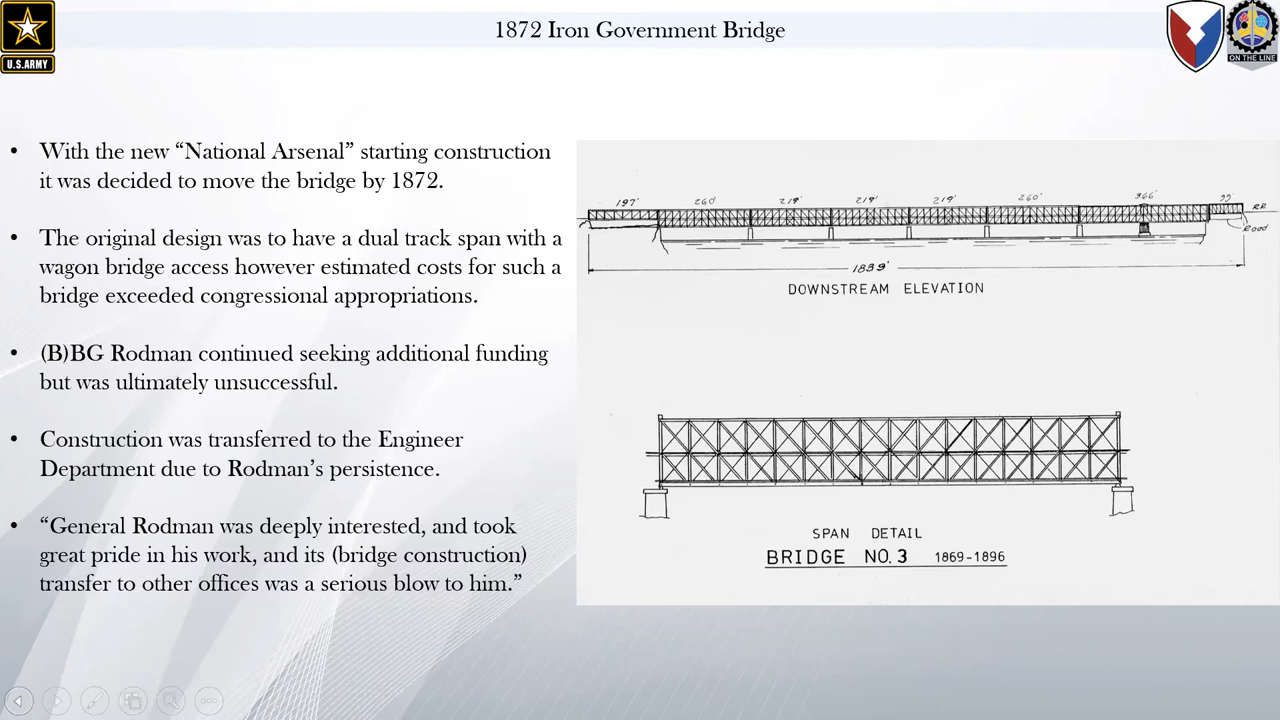 1872 Iron Government Bridge
U.S.ARMY
ON THE LINE
• With the new “National Arsenal” starting construction
it was decided to move the bridge by 1872.
• The original design was to have a dual track span with a
wagon bridge access however estimated costs for such a
bridge exceeded congressional appropriations.
• (B)BG Rodman continued seeking additional funding
but was ultimately unsuccessful.
• Construction was transferred to the Engineer
Department due to Rodman’s persistence.
• “General Rodman was deeply interested, and took
great pride in his work, and its (bridge construction)
transfer to other offices was a serious blow to him.”
197' 260 219' 219' 219' 260' 366' 99'
RR
Road
1839'
DOWNSTREAM ELEVATION
SPAN DETAIL
BRIDGE NO. 3 1869-1896